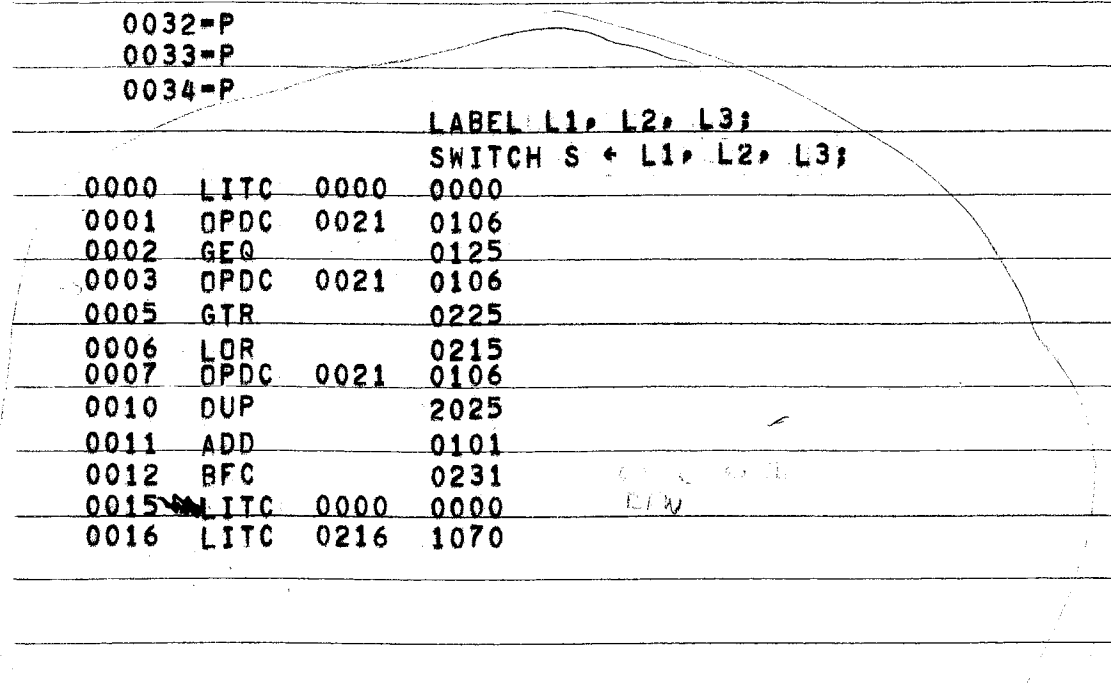 0032=P
0033=P
0034=P
LABEL L1, L2, L3;
SWITCH S ← L1, L2, L3;
0000 LITC 0000 0000
0001 OPDC 0021 0106
0002 GEQ 0125
0003 OPDC 0021 0106
0005 GTR 0225
0006 LOR 0215
0007 OPDC 0021 0106
0010 DUP 2025
0011 ADD 0101
0012 BFC 0231
0015 LITC 0000 0000
0016 LITC 0216 1070